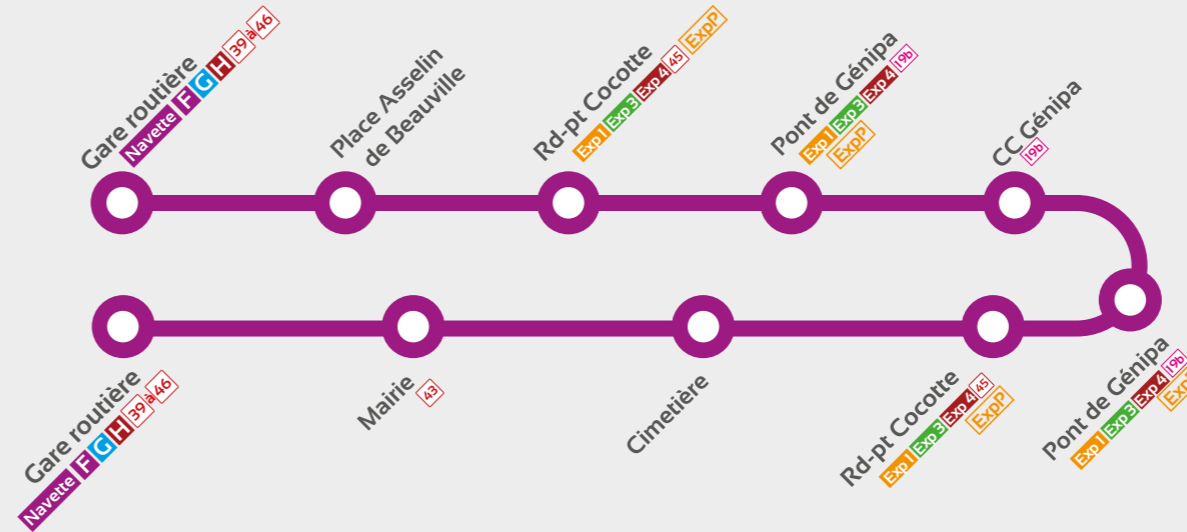 Gare routière
Navette F G H 39 à 46
Place Asselin
de Beauville
Rd-pt Cocotte
Exp 1 Exp 3 Exp 4 45 ExpP
Pont de Génipa
Exp 1 Exp 3 Exp 4 19b
ExpP
CC Génipa
19b
Gare routière
Navette F G H 39 à 46
Mairie 43
Cimetière
Rd-pt Cocotte
Exp 1 Exp 3 Exp 4 45
ExpP
Pont de Génipa
Exp 1 Exp 3 Exp 4 19b